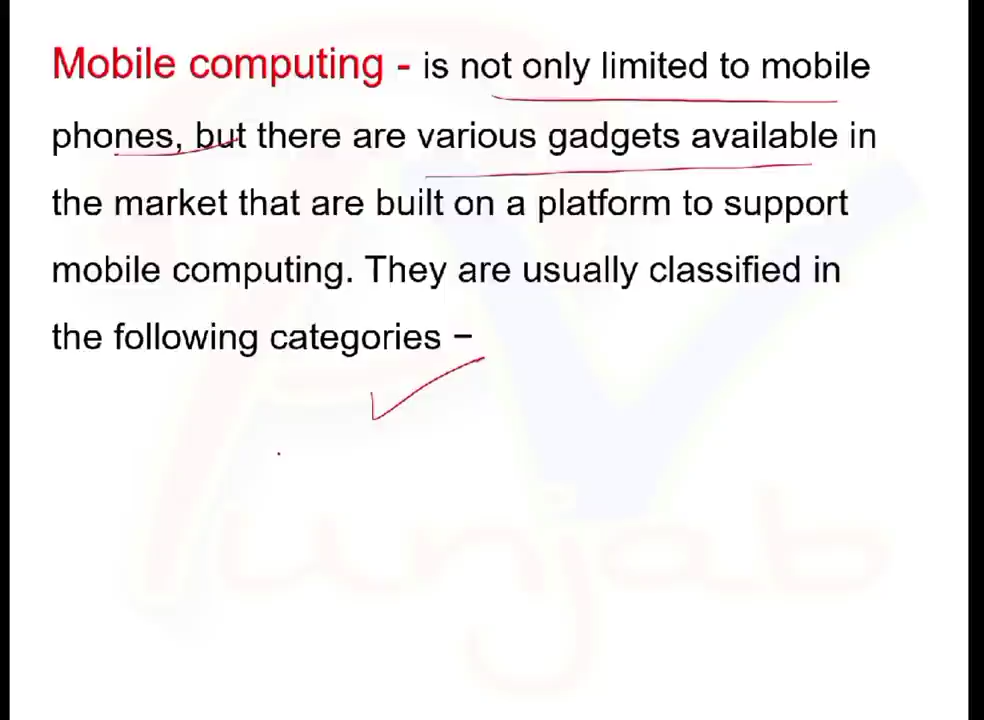 Mobile computing - is not only limited to mobile
phones, but there are various gadgets available in
the market that are built on a platform to support
mobile computing. They are usually classified in
the following categories −
Punjab